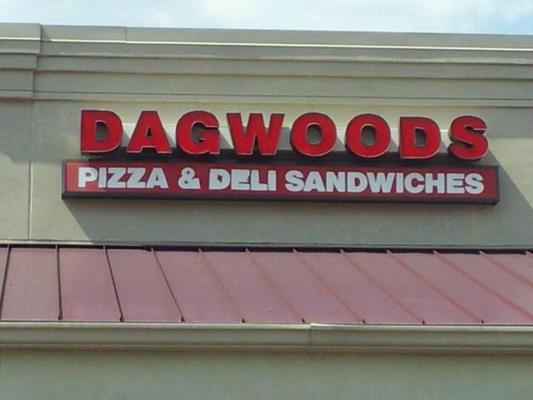 DAGWOODS
PIZZA & DELI SANDWICHES